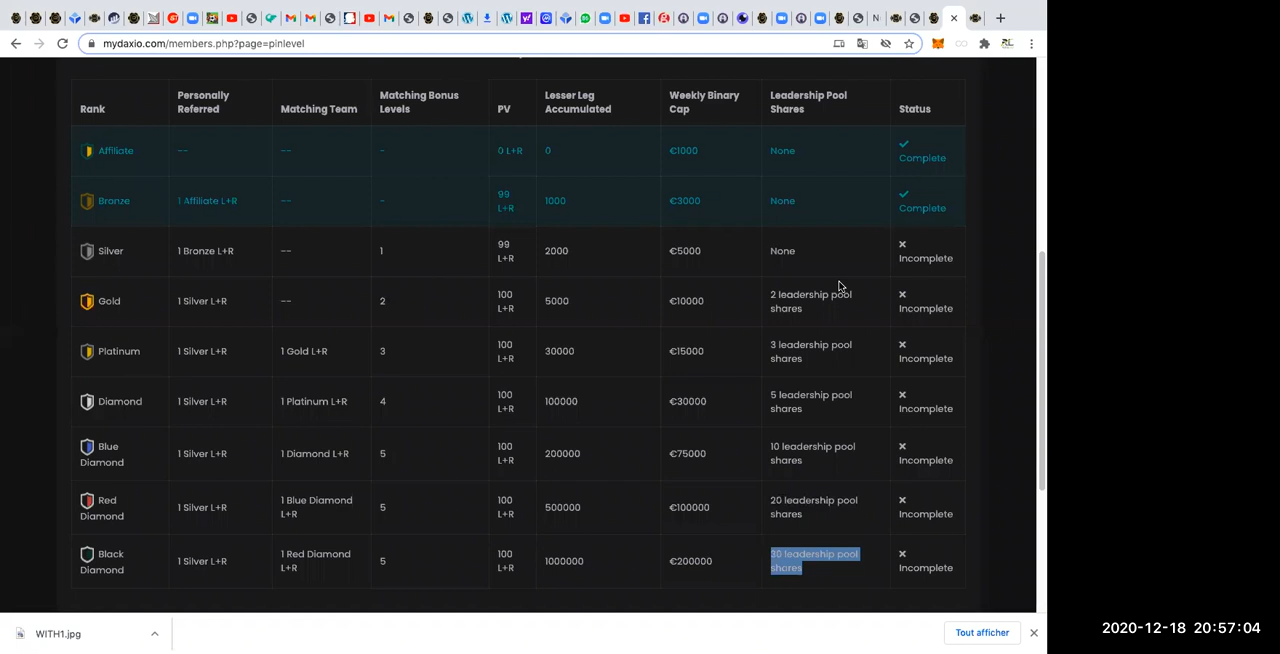 mydaxio.com/members.php?page=pinlevel
Rank
Personally
Referred
Matching Team
Matching Bonus
Levels
PV
Lesser Leg
Accumulated
Weekly Binary
Cap
Leadership Pool
Shares
Status
Affiliate
--
--
-
0 L+R
0
€1000
None
Complete
Bronze
1 Affiliate L+R
--
-
99
L+R
1000
€3000
None
Complete
Silver
1 Bronze L+R
--
1
99
L+R
2000
€5000
None
Incomplete
Gold
1 Silver L+R
--
2
100
L+R
5000
€10000
2 leadership pool
shares
Incomplete
Platinum
1 Silver L+R
1 Gold L+R
3
100
L+R
30000
€15000
3 leadership pool
shares
Incomplete
Diamond
1 Silver L+R
1 Platinum L+R
4
100
L+R
100000
€30000
5 leadership pool
shares
Incomplete
Blue
Diamond
1 Silver L+R
1 Diamond L+R
5
100
L+R
200000
€75000
10 leadership pool
shares
Incomplete
Red
Diamond
1 Silver L+R
1 Blue Diamond
L+R
5
100
L+R
500000
€100000
20 leadership pool
shares
Incomplete
Black
Diamond
1 Silver L+R
1 Red Diamond
L+R
5
100
L+R
1000000
€200000
30 leadership pool
shares
Incomplete
WITH1.jpg
Tout afficher
2020-12-18 20:57:04